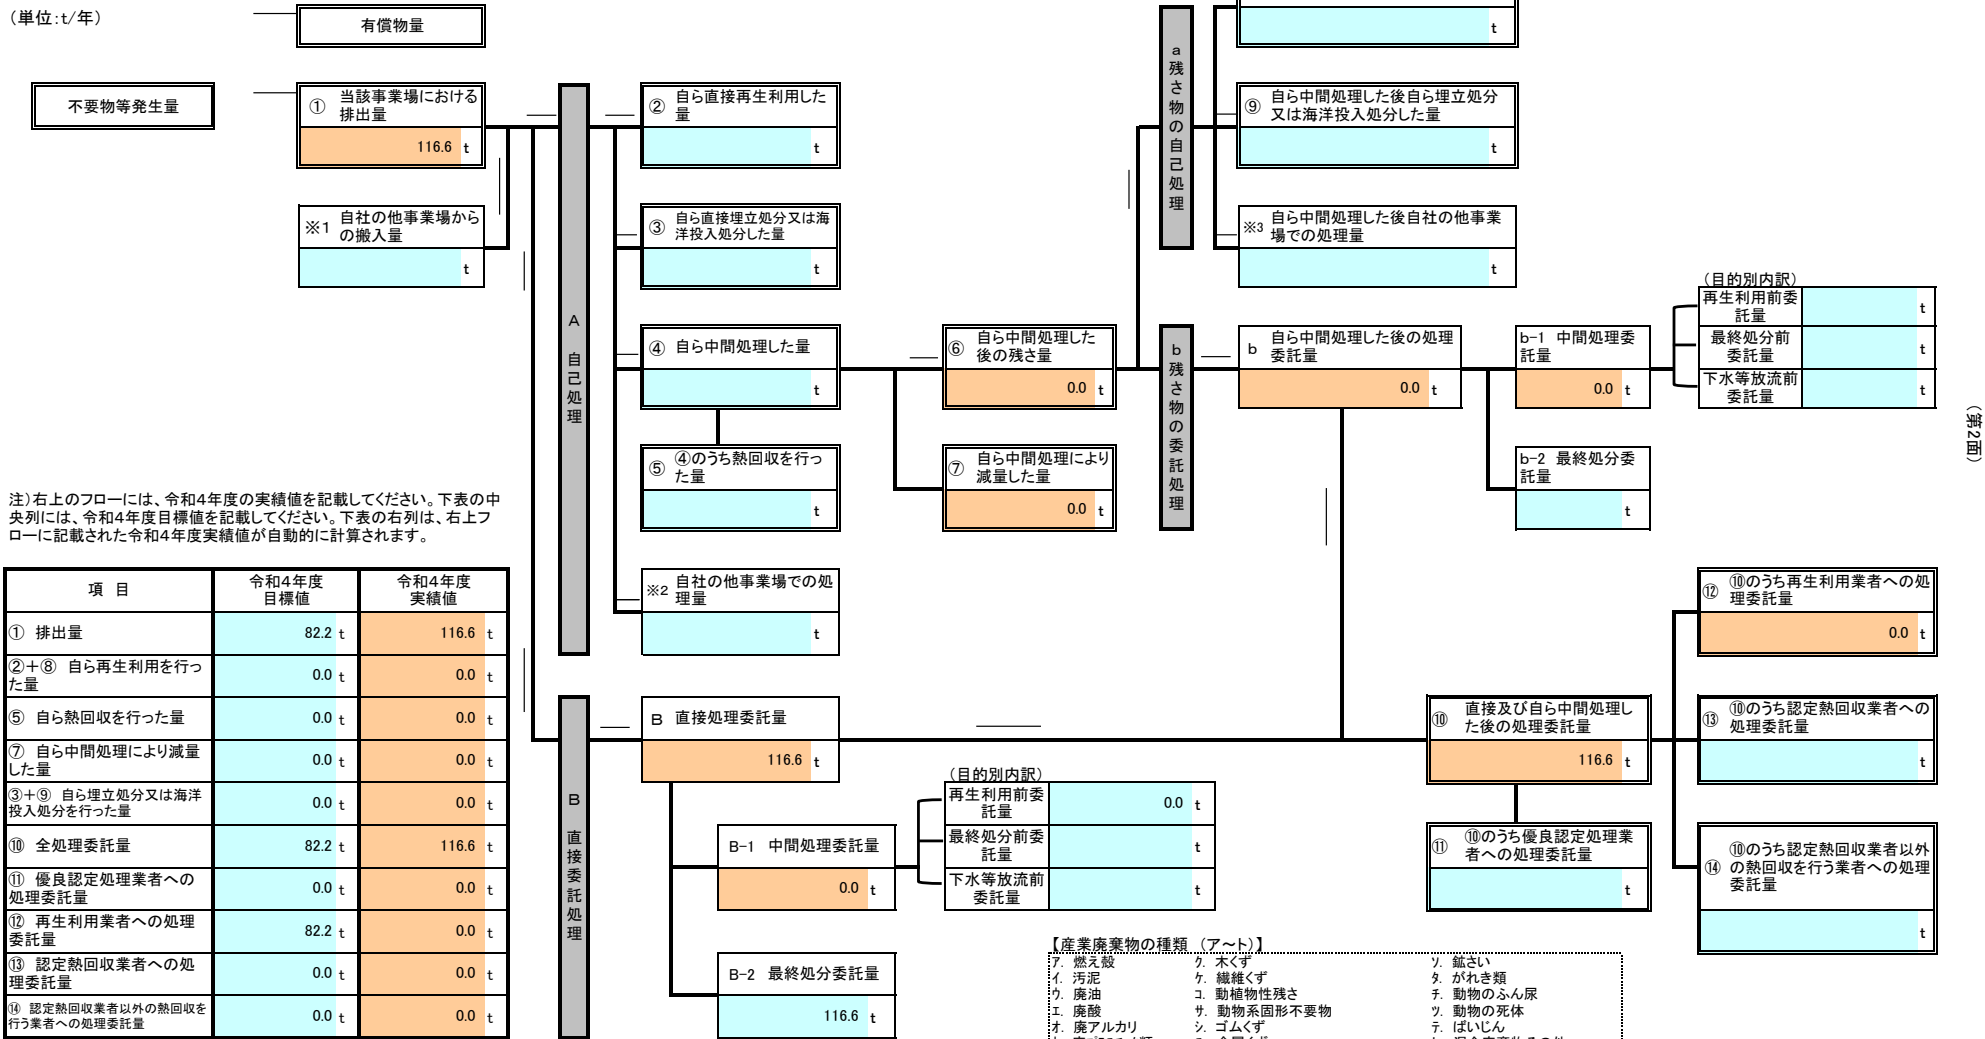 （単位：t/年）
有償物量
不要物等発生量
① 当該事業場における
排出量
116.6 t
※1 自社の他事業場から
の搬入量
t
A 自己処理
② 自ら直接再生利用した
量
t
③ 自ら直接埋立処分又は海
洋投入処分した量
t
④ 自ら中間処理した量
t
⑤ ④のうち熱回収を行っ
た量
t
※2 自社の他事業場での処
理量
t
⑥ 自ら中間処理した
後の残さ量
0.0 t
⑦ 自ら中間処理により
減量した量
0.0 t
a 残さ物の自己処理
t
⑨ 自ら中間処理した後自ら埋立処分
又は海洋投入処分した量
t
※3 自ら中間処理した後自社の他事業
場での処理量
t
b 残さ物の委託処理
b 自ら中間処理した後の処理
委託量
0.0 t
b-1 中間処理委
託量
0.0 t
b-2 最終処分委
託量
t
（目的別内訳）
再生利用前委
託量
t
最終処分前
委託量
t
下水等放流前
委託量
t
（第2面）
注）右上のフローには、令和４年度の実績値を記載してください。下表の中
央列には、令和４年度目標値を記載してください。下表の右列は、右上フ
ローに記載された令和４年度実績値が自動的に計算されます。
項 目
令和４年度
目標値
令和４年度
実績値
① 排出量 82.2 t 116.6 t
②＋⑧ 自ら再生利用を行っ
た量 0.0 t 0.0 t
⑤ 自ら熱回収を行った量 0.0 t 0.0 t
⑦ 自ら中間処理により減量
した量 0.0 t 0.0 t
③＋⑨ 自ら埋立処分又は海洋
投入処分を行った量 0.0 t 0.0 t
⑩ 全処理委託量 82.2 t 116.6 t
⑪ 優良認定処理業者への
処理委託量 0.0 t 0.0 t
⑫ 再生利用業者への処理
委託量 82.2 t 0.0 t
⑬ 認定熱回収業者への処
理委託量 0.0 t 0.0 t
⑭ 認定熱回収業者以外の熱回収を
行う業者への処理委託量 0.0 t 0.0 t
B 直接委託処理
B 直接処理委託量
116.6 t
B-1 中間処理委託量
0.0 t
B-2 最終処分委託量
116.6 t
（目的別内訳）
再生利用前委
託量
0.0 t
最終処分前委
託量
t
下水等放流前
委託量
t
⑩ 直接及び自ら中間処理し
た後の処理委託量
116.6 t
⑪ ⑩のうち優良認定処理業
者への処理委託量
t
⑫ ⑩のうち再生利用業者への処
理委託量
0.0 t
⑬ ⑩のうち認定熱回収業者への
処理委託量
t
⑭ ⑩のうち認定熱回収業者以外
の熱回収を行う業者への処理
委託量
t
【産業廃棄物の種類 （ア～ト）】
ア. 燃え殻 ク. 木くず ソ. 鉱さい
イ. 汚泥 ケ. 繊維くず タ. がれき類
ウ. 廃油 コ. 動植物性残さ チ. 動物のふん尿
エ. 廃酸 サ. 動物系固形不要物 ツ. 動物の死体
オ. 廃アルカリ シ. ゴムくず テ. ばいじん